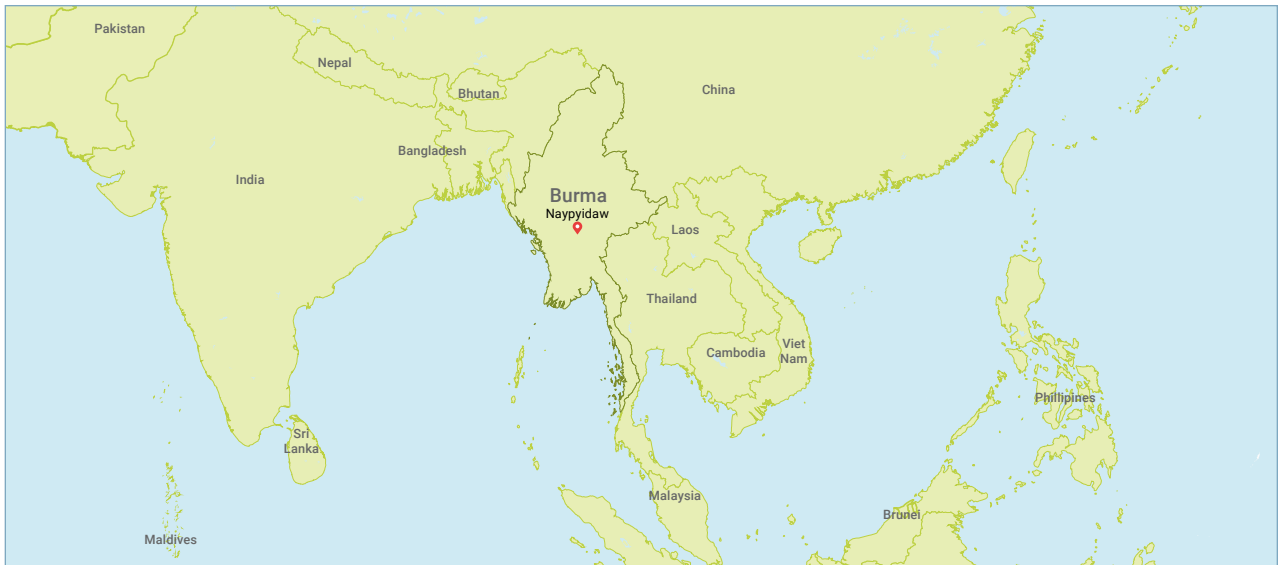 Pakistan
Nepal
China
Bhutan
Bangladesh
India
Burma
Naypyidaw
Laos
Thailand
Viet
Nam
Cambodia
Phillipines
Sri
Lanka
Malaysia
Brunei
Maldives